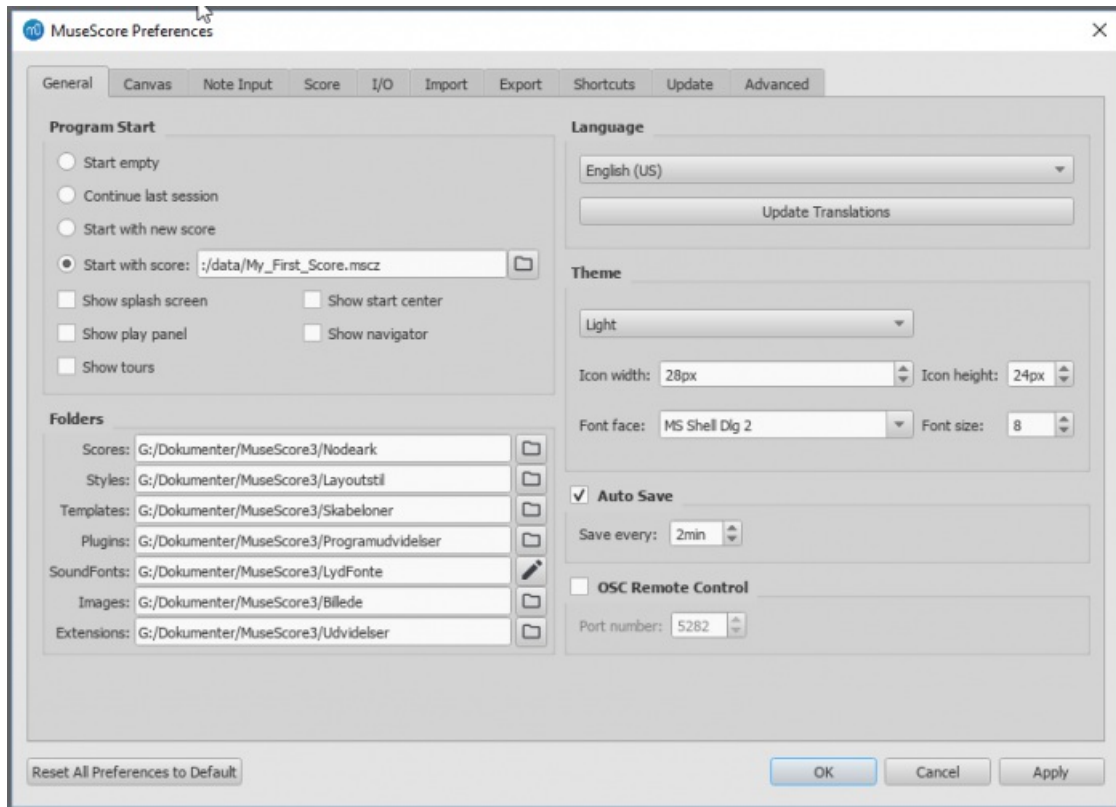 MuseScore Preferences
General Canvas Note Input Score I/O Import Export Shortcuts Update Advanced
Program Start
Start empty
Continue last session
Start with new score
Start with score: :/data/My_First_Score.mscz
Show splash screen Show start center
Show play panel Show navigator
Show tours
Folders
Scores: G:/Dokumenter/MuseScore3/Nodeark
Styles: G:/Dokumenter/MuseScore3/Layoutstil
Templates: G:/Dokumenter/MuseScore3/Skabeloner
Plugins: G:/Dokumenter/MuseScore3/Programudvidelser
SoundFonts: G:/Dokumenter/MuseScore3/LydFonte
Images: G:/Dokumenter/MuseScore3/Billede
Extensions: G:/Dokumenter/MuseScore3/Udvidelser
Language
English (US)
Update Translations
Theme
Light
Icon width: 28px Icon height: 24px
Font face: MS Shell Dlg 2 Font size: 8
Auto Save
Save every: 2min
OSC Remote Control
Port number: 5282
Reset All Preferences to Default OK Cancel Apply